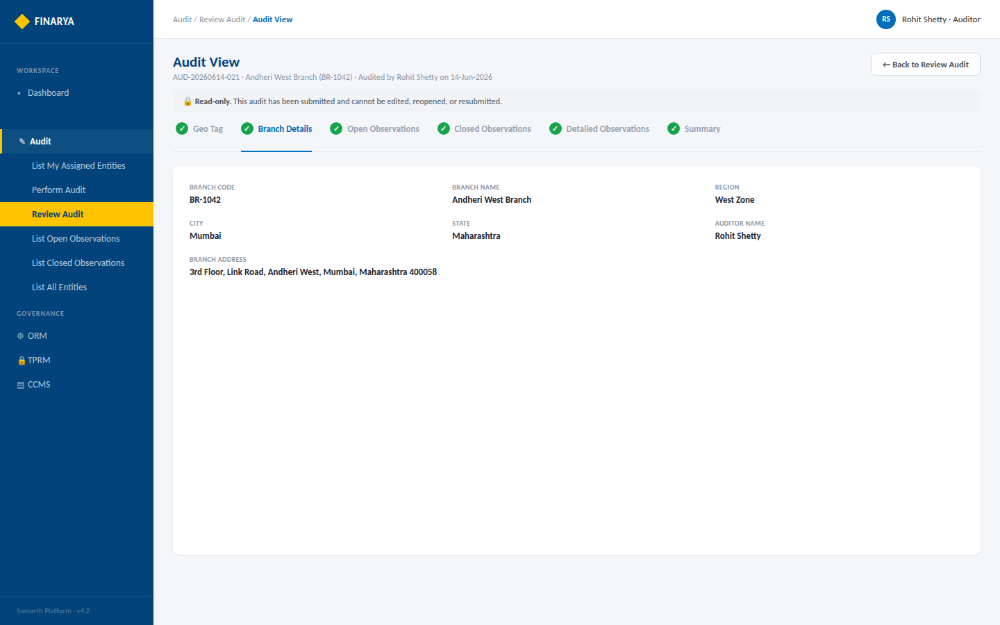 FINARYA
Audit / Review Audit / Audit View
RS
Rohit Shetty · Auditor
WORKSPACE
Dashboard
Audit
List My Assigned Entities
Perform Audit
Review Audit
List Open Observations
List Closed Observations
List All Entities
GOVERNANCE
ORM
TPRM
CCMS
Samarth Platform - v4.2
Audit View
AUD-20260614-021 · Andheri West Branch (BR-1042) · Audited by Rohit Shetty on 14-Jun-2026
← Back to Review Audit
Read-only. This audit has been submitted and cannot be edited, reopened, or resubmitted.
Geo Tag
Branch Details
Open Observations
Closed Observations
Detailed Observations
Summary
BRANCH CODE
BR-1042
BRANCH NAME
Andheri West Branch
REGION
West Zone
CITY
Mumbai
STATE
Maharashtra
AUDITOR NAME
Rohit Shetty
BRANCH ADDRESS
3rd Floor, Link Road, Andheri West, Mumbai, Maharashtra 400058